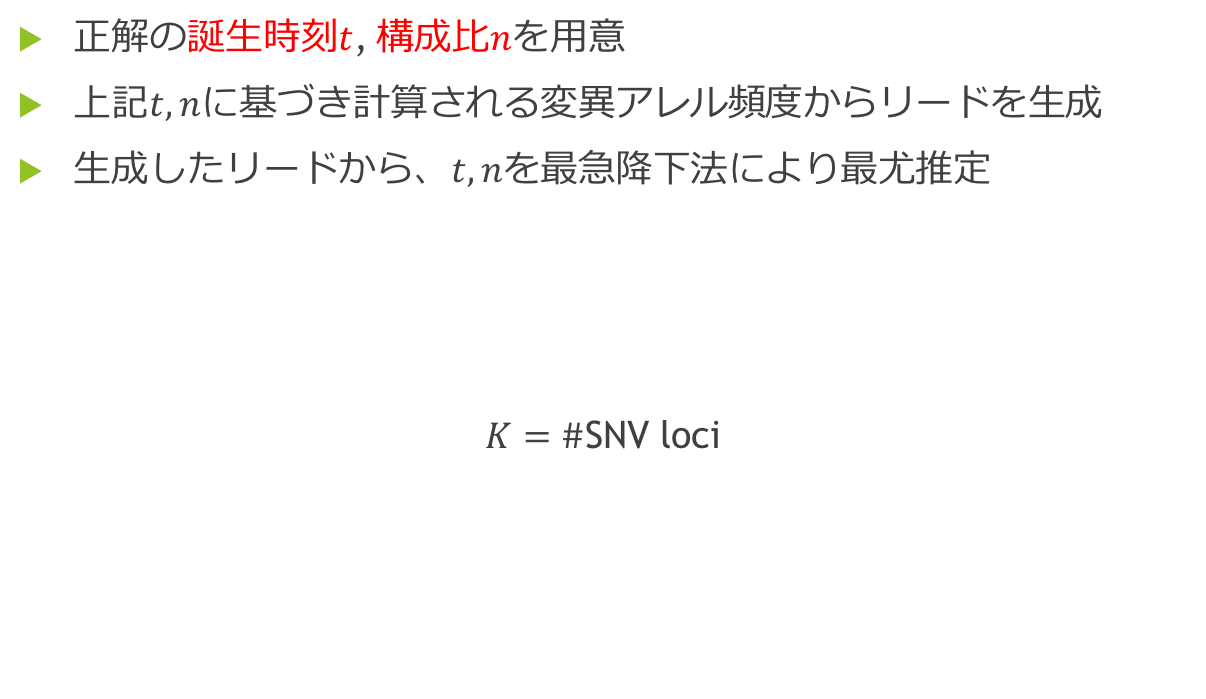 正解の誕生時刻t, 構成比nを用意
上記t, nに基づき計算される変異アレル頻度からリードを生成
生成したリードから、t, nを最急降下法により最尤推定
K = #SNV loci